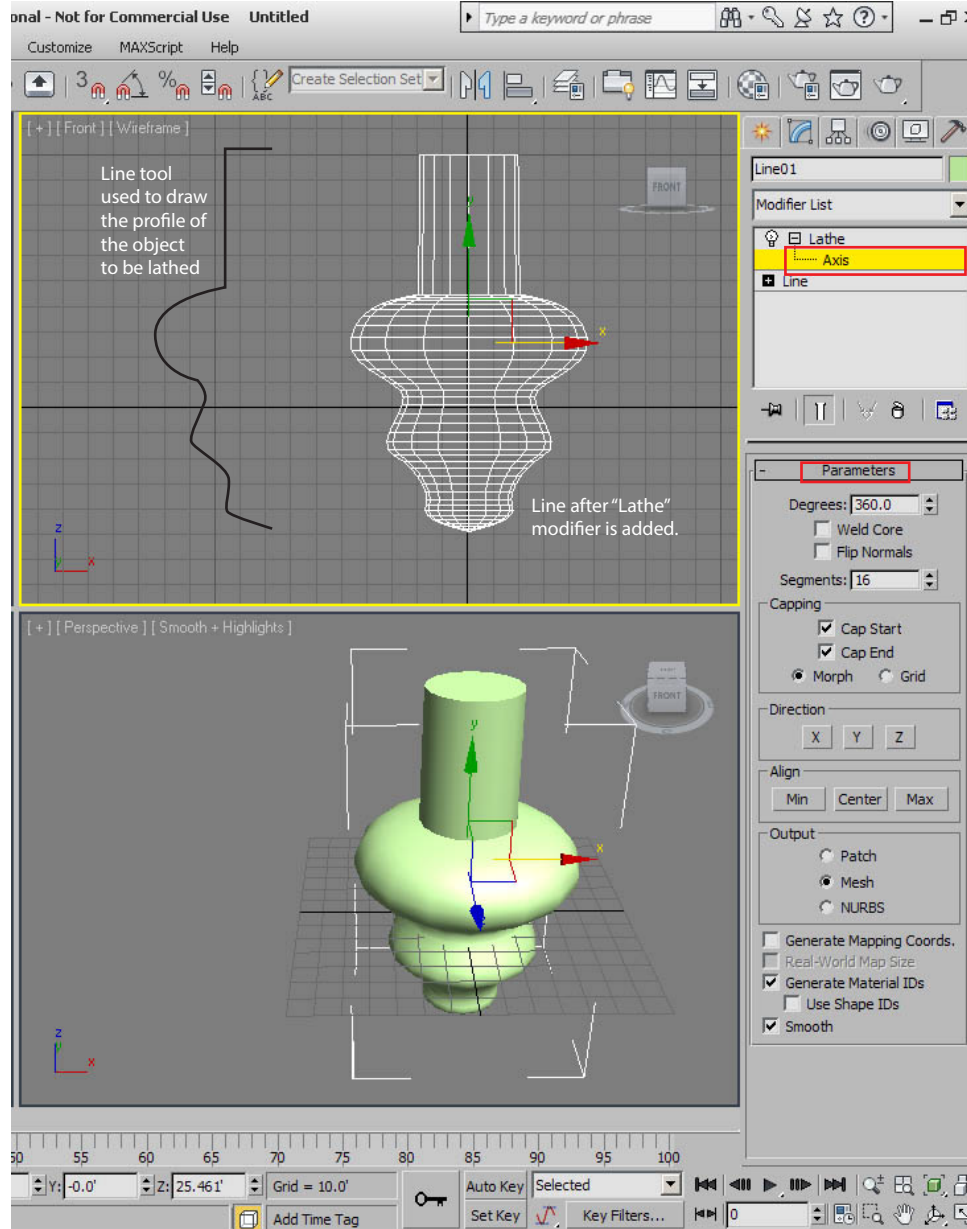 onal - Not for Commercial Use Untitled
Type a keyword or phrase
Customize MAXScript Help
3
%
ABC
Create Selection Set
[ + ] [ Front ] [ Wireframe ]
Line tool
used to draw
the profile of
the object
to be lathed
y
x
FRONT
Line after “Lathe”
modifier is added.
z
y x
Line01
Modifier List
Lathe
Axis
Line
- Parameters
Degrees: 360.0
Weld Core
Flip Normals
Segments: 16
Capping
Cap Start
Cap End
Morph Grid
Direction
X Y Z
Align
Min Center Max
Output
Patch
Mesh
NURBS
Generate Mapping Coords.
Real-World Map Size
Generate Material IDs
Use Shape IDs
Smooth
[ + ] [ Perspective ] [ Smooth + Highlights ]
FRONT
y
x
z
y
x
50 55 60 65 70 75 80 85 90 95 100
Y: -0.0' Z: 25.461' Grid = 10.0' Auto Key Selected
Add Time Tag Set Key Key Filters... 0